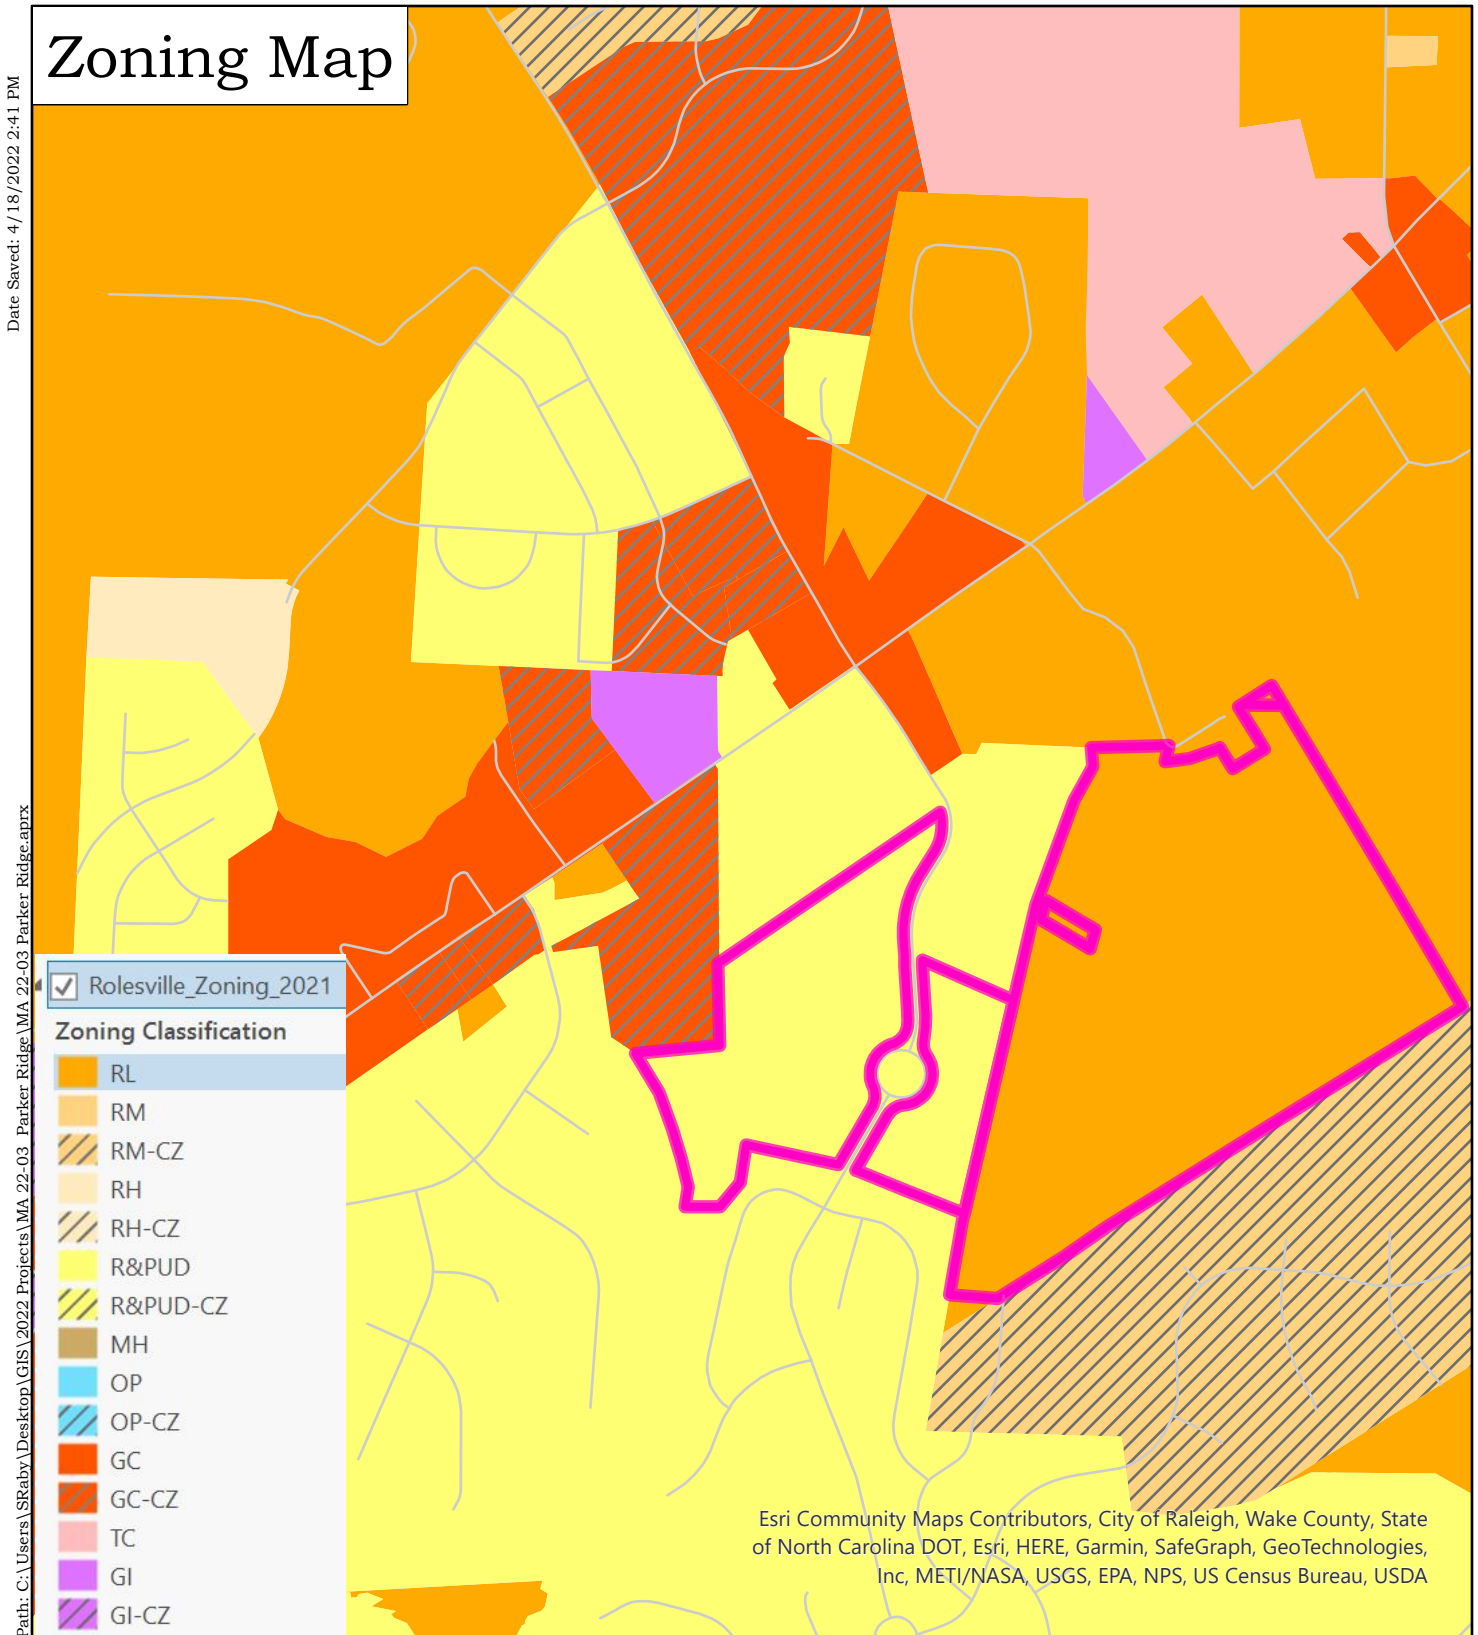 Zoning Map
Date Saved: 4/18/2022 2:41 PM
Path: C:\Users\SRaby\Desktop\GIS\2022 Projects\MA 22-03 Parker Ridge\MA 22-03 Parker Ridge.aprx
Rolesville_Zoning_2021
Zoning Classification
RL
RM
RM-CZ
RH
RH-CZ
R&PUD
R&PUD-CZ
MH
OP
OP-CZ
GC
GC-CZ
TC
GI
GI-CZ
Esri Community Maps Contributors, City of Raleigh, Wake County, State
of North Carolina DOT, Esri, HERE, Garmin, SafeGraph, GeoTechnologies,
Inc, METI/NASA, USGS, EPA, NPS, US Census Bureau, USDA